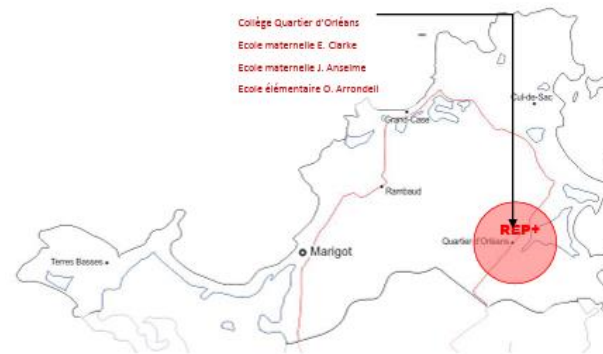 Collège Quartier d'Orléans
Ecole maternelle E. Clarke
Ecole maternelle J. Anselme
Ecole élémentaire O. Arrondell
Cul-de-Sac
Grand-Case
Rambaud
REP+
Quartier d'Orléans
Marigot
Terres Basses